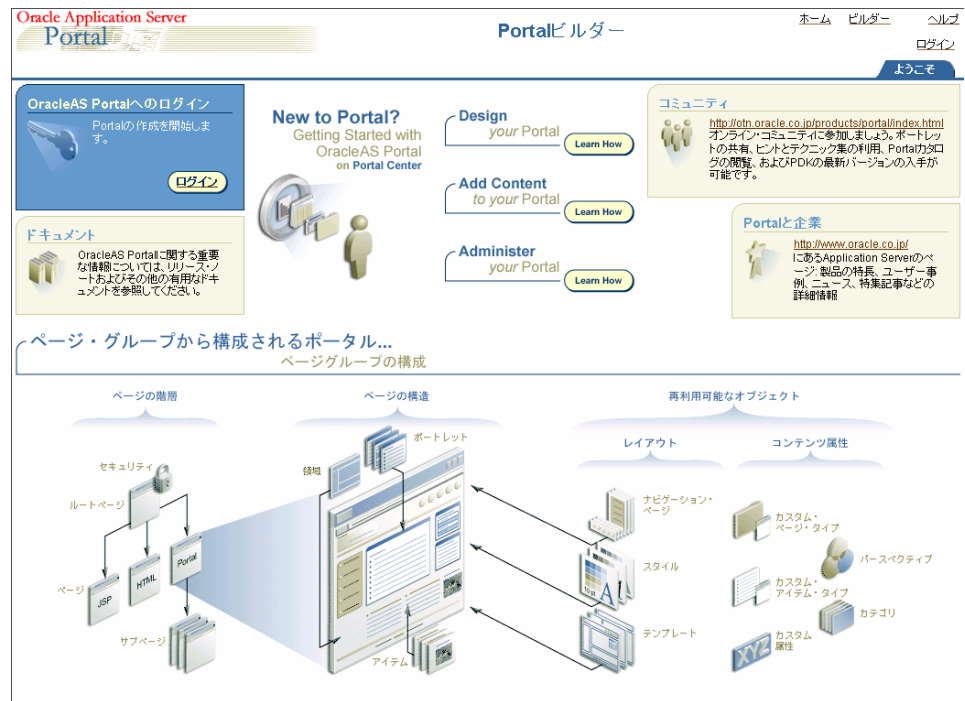 Oracle Application Server
Portal
Portalビルダー
ホーム ビルダー ヘルプ
ログイン
ようこそ
OracleAS Portalへのログイン
Portalの作成を開始しま
す。
ログイン
ドキュメント
OracleAS Portalに関する重要
な情報については、リリース・ノ
ートおよびその他の有用なドキ
ュメントを参照してください。
New to Portal?
Getting Started with
OracleAS Portal
on Portal Center
Design
your Portal
Learn How
Add Content
to your Portal
Learn How
Administer
your Portal
Learn How
コミュニティ
http://otn.oracle.co.jp/products/portal/index.html
オンライン・コミュニティに参加しましょう。ポートレッ
トの共有、ヒントとテクニック集の利用、Portalカタロ
グの閲覧、およびPDKの最新バージョンの入手が
可能です。
Portalと企業
http://www.oracle.co.jp/
にあるApplication Serverのペ
ージ: 製品の特長、ユーザー事
例、ニュース、特集記事などの
詳細情報
ページ・グループから構成されるポータル...
ページグループの構成
ページの階層
セキュリティ
ルートページ
ページ
JSP
HTML
Portal
サブページ
ページの構造
ポートレット
領域
アイテム
再利用可能なオブジェクト
レイアウト
ナビゲーション・
ページ
スタイル
10 pt
A
テンプレート
コンテンツ属性
カスタム・
ページ・タイプ
パースペクティブ
カスタム・
アイテム・タイプ
カテゴリ
XYZ
カスタム
属性